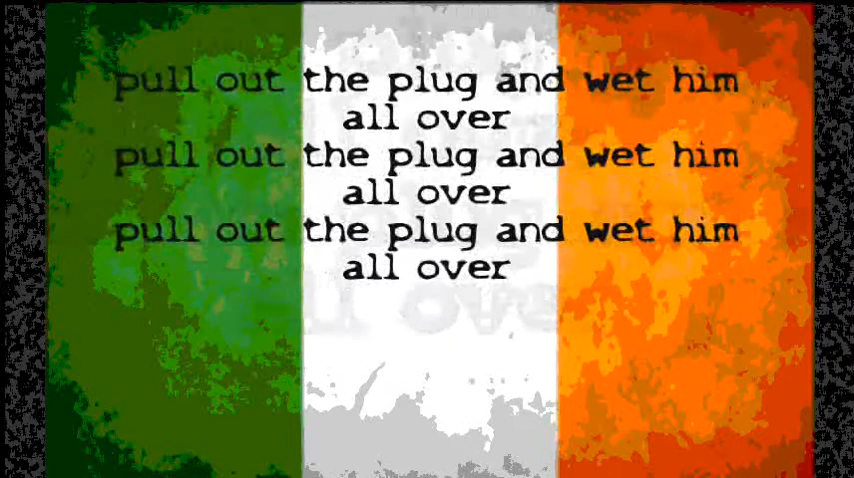 pull out the plug and wet him
all over
pull out the plug and wet him
all over
pull out the plug and wet him
all over